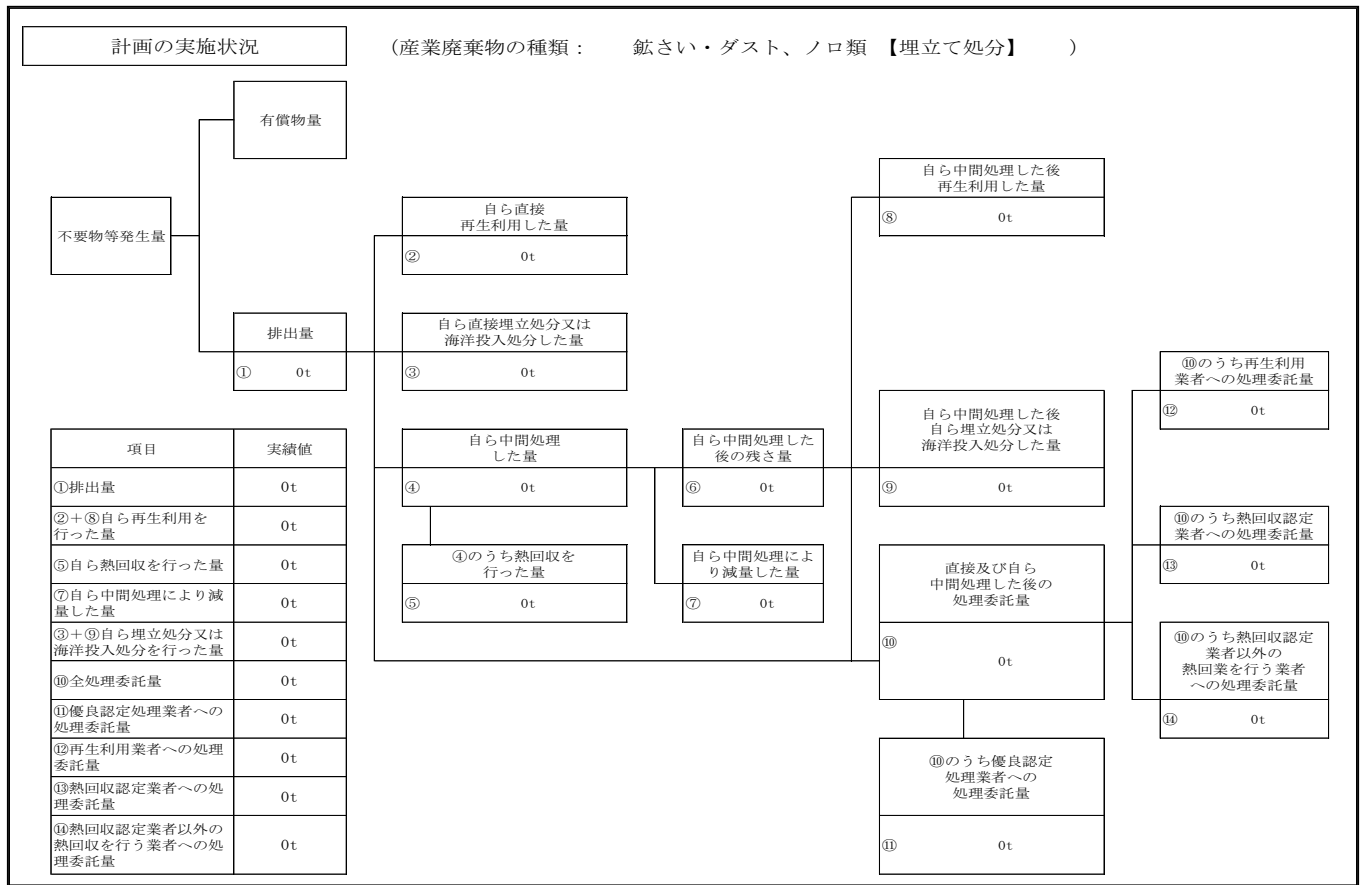 計画の実施状況
(産業廃棄物の種類： 鉱さい・ダスト、ノロ類 【埋立て処分】 )
有償物量
不要物等発生量
排出量
① 0t
自ら直接
再生利用した量
② 0t
自ら直接埋立処分又は
海洋投入処分した量
③ 0t
自ら中間処理
した量
④ 0t
④のうち熱回収を
行った量
⑤ 0t
自ら中間処理した
後の残さ量
⑥ 0t
自ら中間処理によ
り減量した量
⑦ 0t
自ら中間処理した後
再生利用した量
⑧ 0t
自ら中間処理した後
自ら埋立処分又は
海洋投入処分した量
⑨ 0t
直接及び自ら
中間処理した後の
処理委託量
⑩
0t
⑩のうち優良認定
処理業者への
処理委託量
⑪ 0t
⑩のうち再生利用
業者への処理委託量
⑫ 0t
⑩のうち熱回収認定
業者への処理委託量
⑬ 0t
⑩のうち熱回収認定
業者以外の
熱回業を行う業者
への処理委託量
⑭ 0t
項目 実績値
①排出量 0t
②＋⑧自ら再生利用を
行った量 0t
⑤自ら熱回収を行った量 0t
⑦自ら中間処理により減
量した量 0t
③＋⑨自ら埋立処分又は
海洋投入処分を行った量 0t
⑩全処理委託量 0t
⑪優良認定処理業者への
処理委託量 0t
⑫再生利用業者への処理
委託量 0t
⑬熱回収認定業者への処
理委託量 0t
⑭熱回収認定業者以外の
熱回収を行う業者への処
理委託量 0t